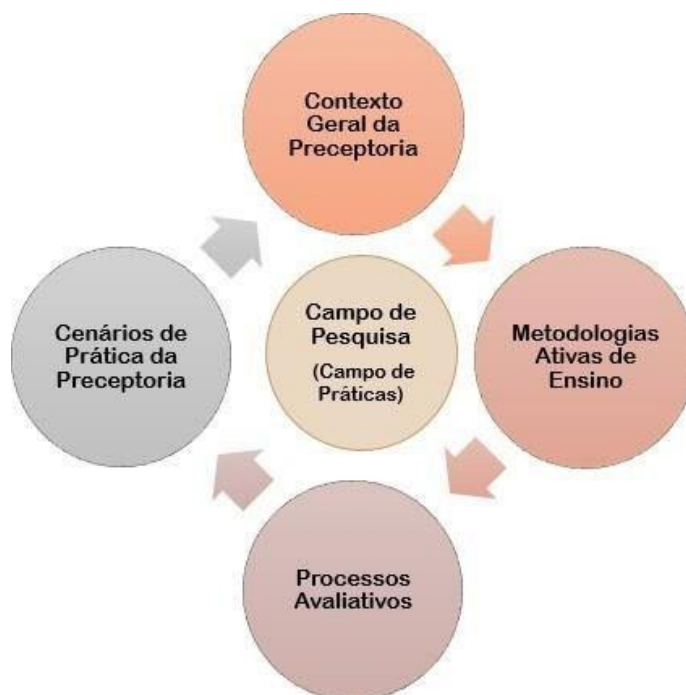 Contexto
Geral da
Preceptoria
Cenários de
Prática da
Preceptoria
Campo de
Pesquisa
(Campo de
Práticas)
Metodologias
Ativas de
Ensino
Processos
Avaliativos